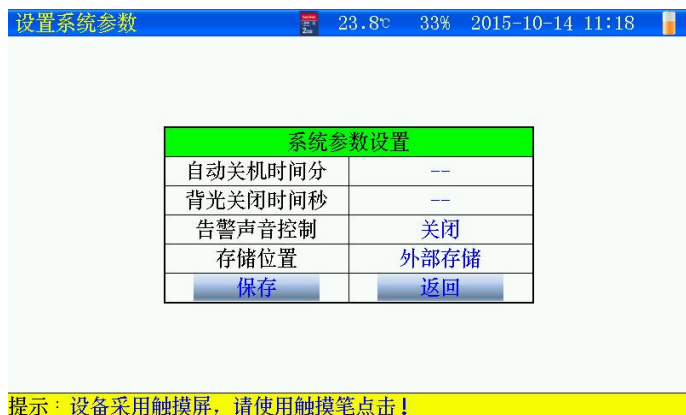 设置系统参数 23.8℃ 33% 2015-10-14 11:18
系统参数设置
自动关机时间分 --
背光关闭时间秒 --
告警声音控制 关闭
存储位置 外部存储
保存 返回
提示：设备采用触摸屏，请使用触摸笔点击！